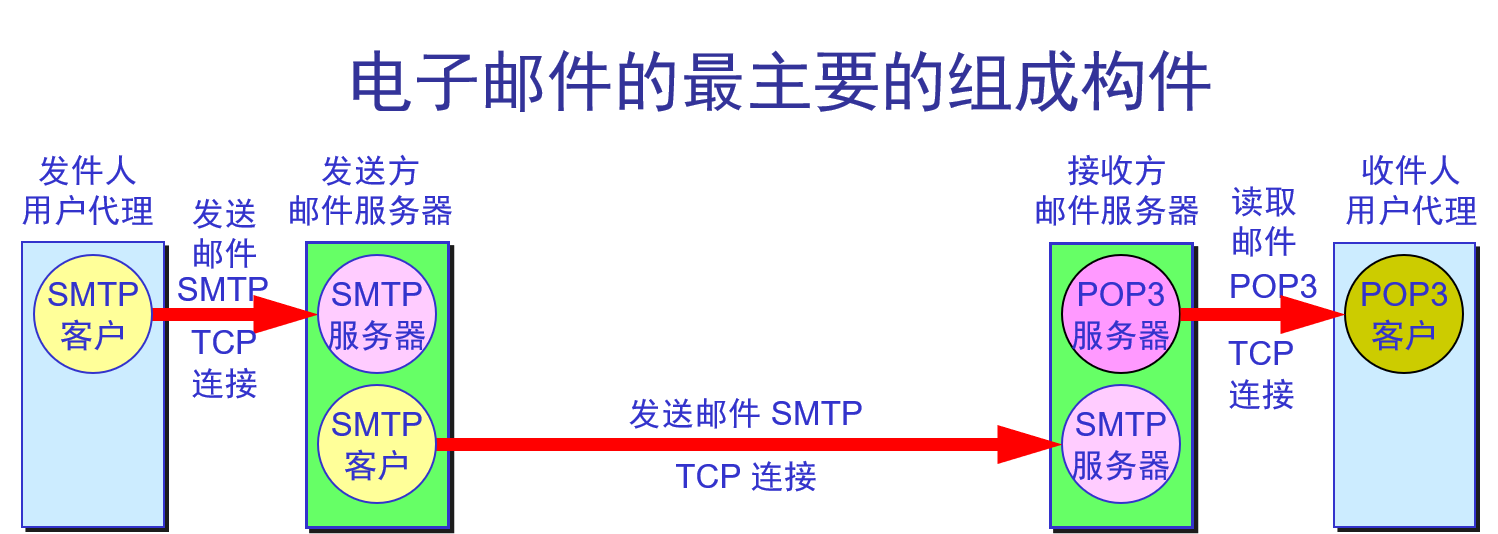 电子邮件的最主要的组成构件
发件人
用户代理
发送
邮件
SMTP
TCP
连接
发送方
邮件服务器
接收方
邮件服务器
读取
邮件
POP3
TCP
连接
收件人
用户代理
SMTP
客户
SMTP
服务器
SMTP
客户
发送邮件 SMTP
TCP 连接
POP3
服务器
SMTP
服务器
POP3
客户